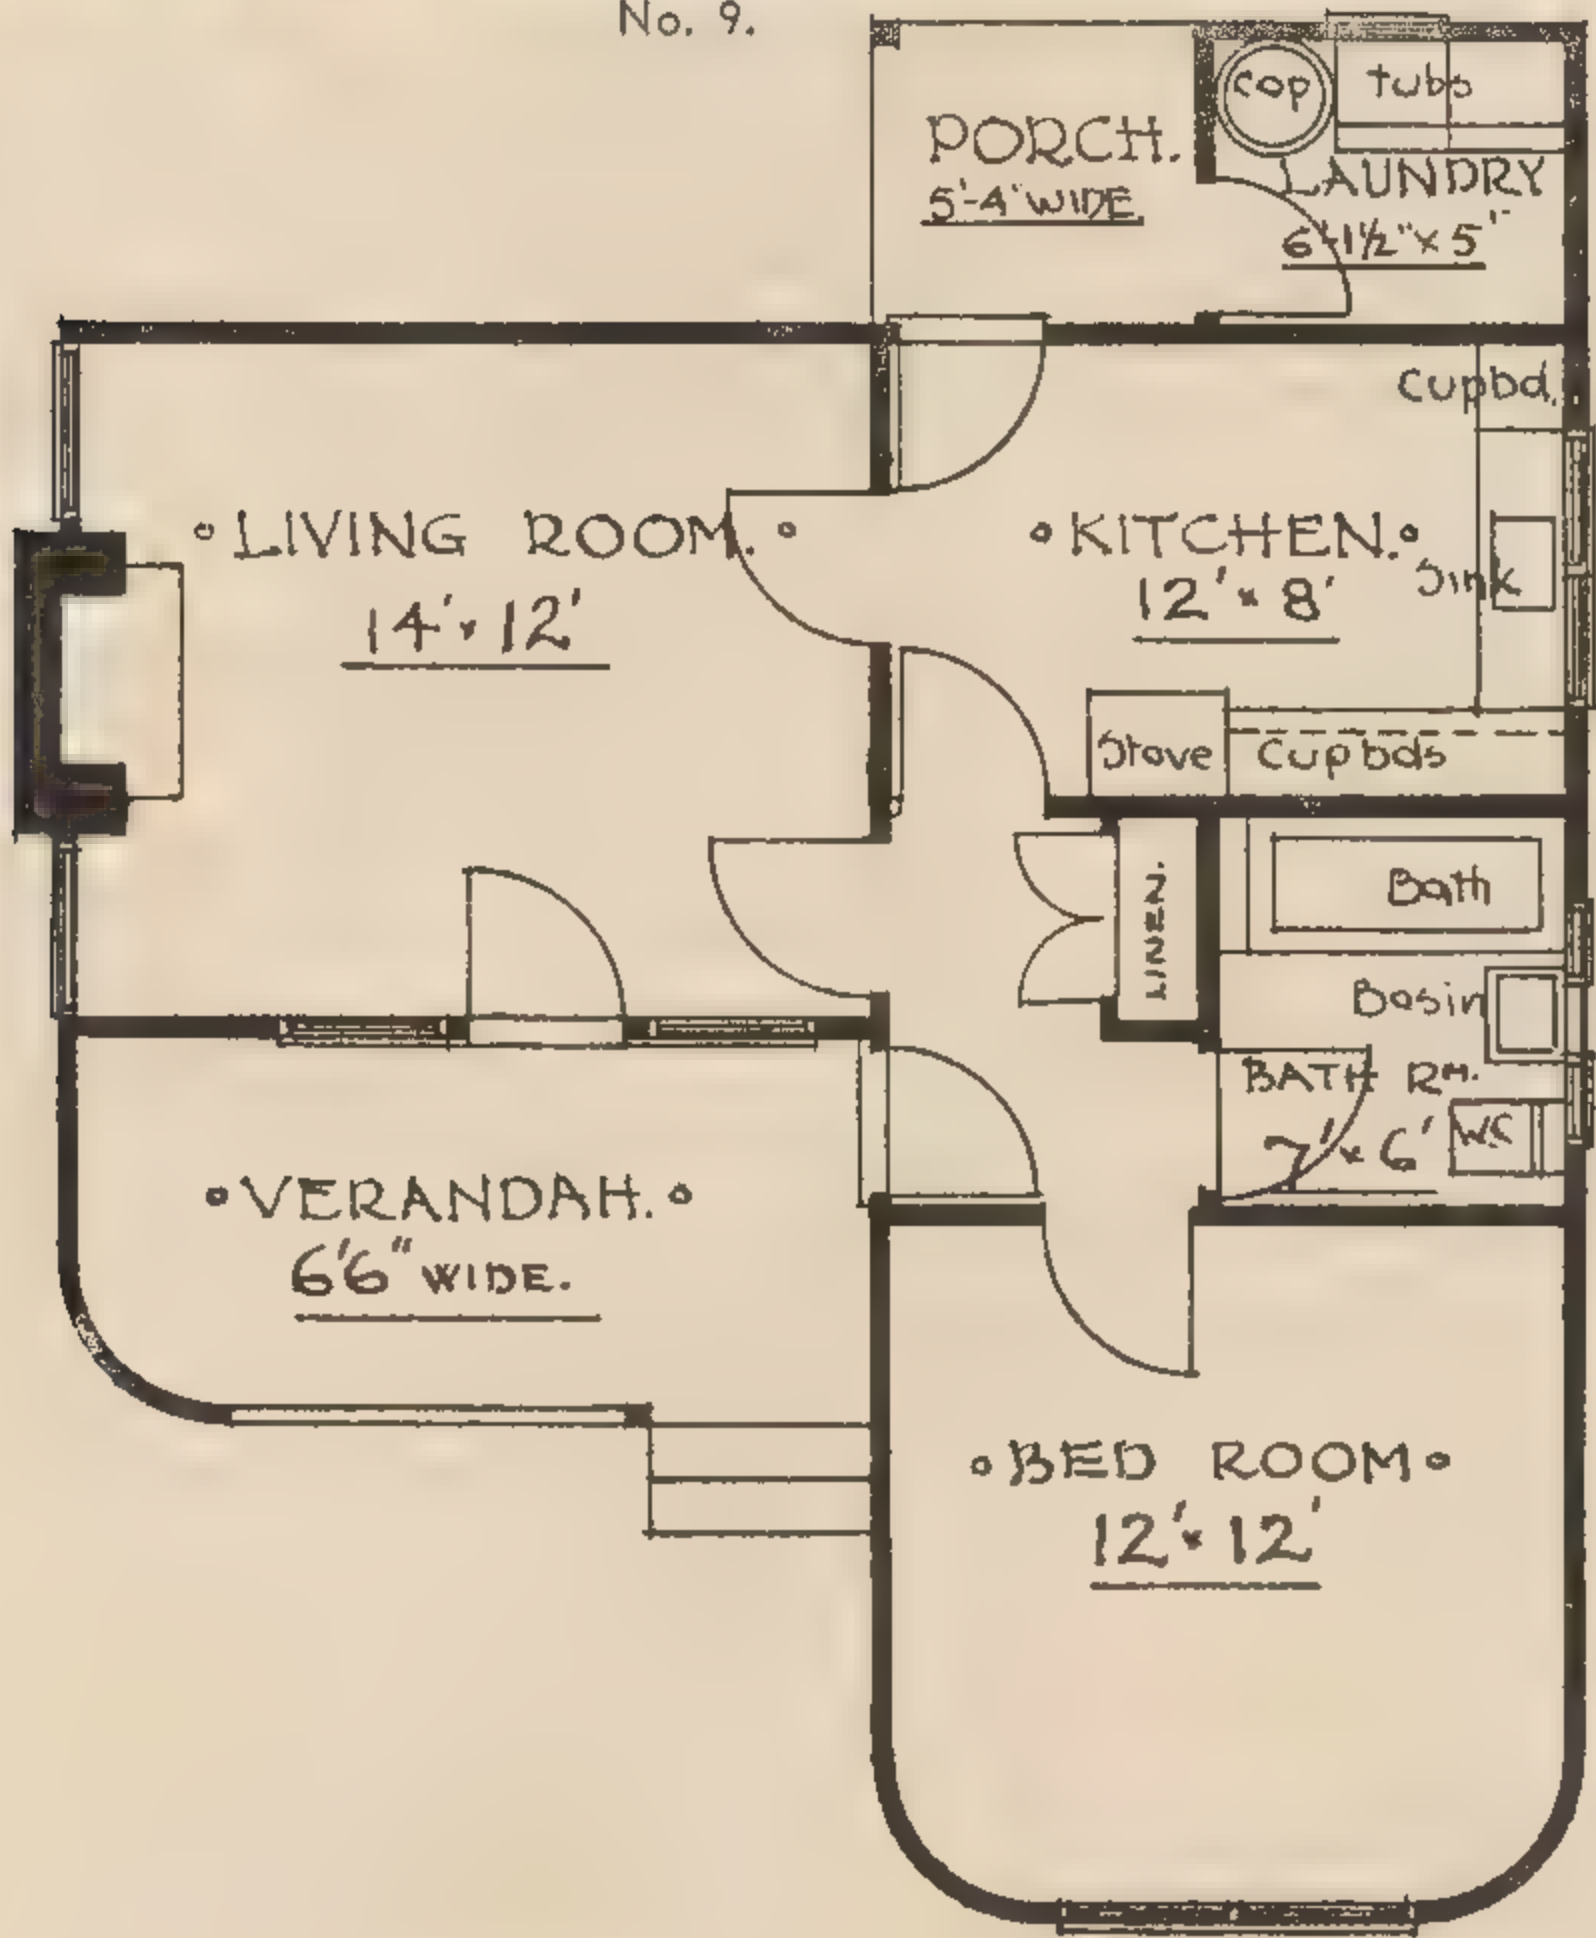 No. 9.
cop
tubs
PORCH.
5'-4" WIDE
LAUNDRY
6'-1½" x 5'
Cupbd.
LIVING ROOM.
14' x 12'
KITCHEN.
12' x 8'
Sink
Stove
Cupbds
LINEN.
Bath
Basin
BATH RM.
7' x 6'
WC
VERANDAH.
6'6" WIDE.
BED ROOM
12' x 12'